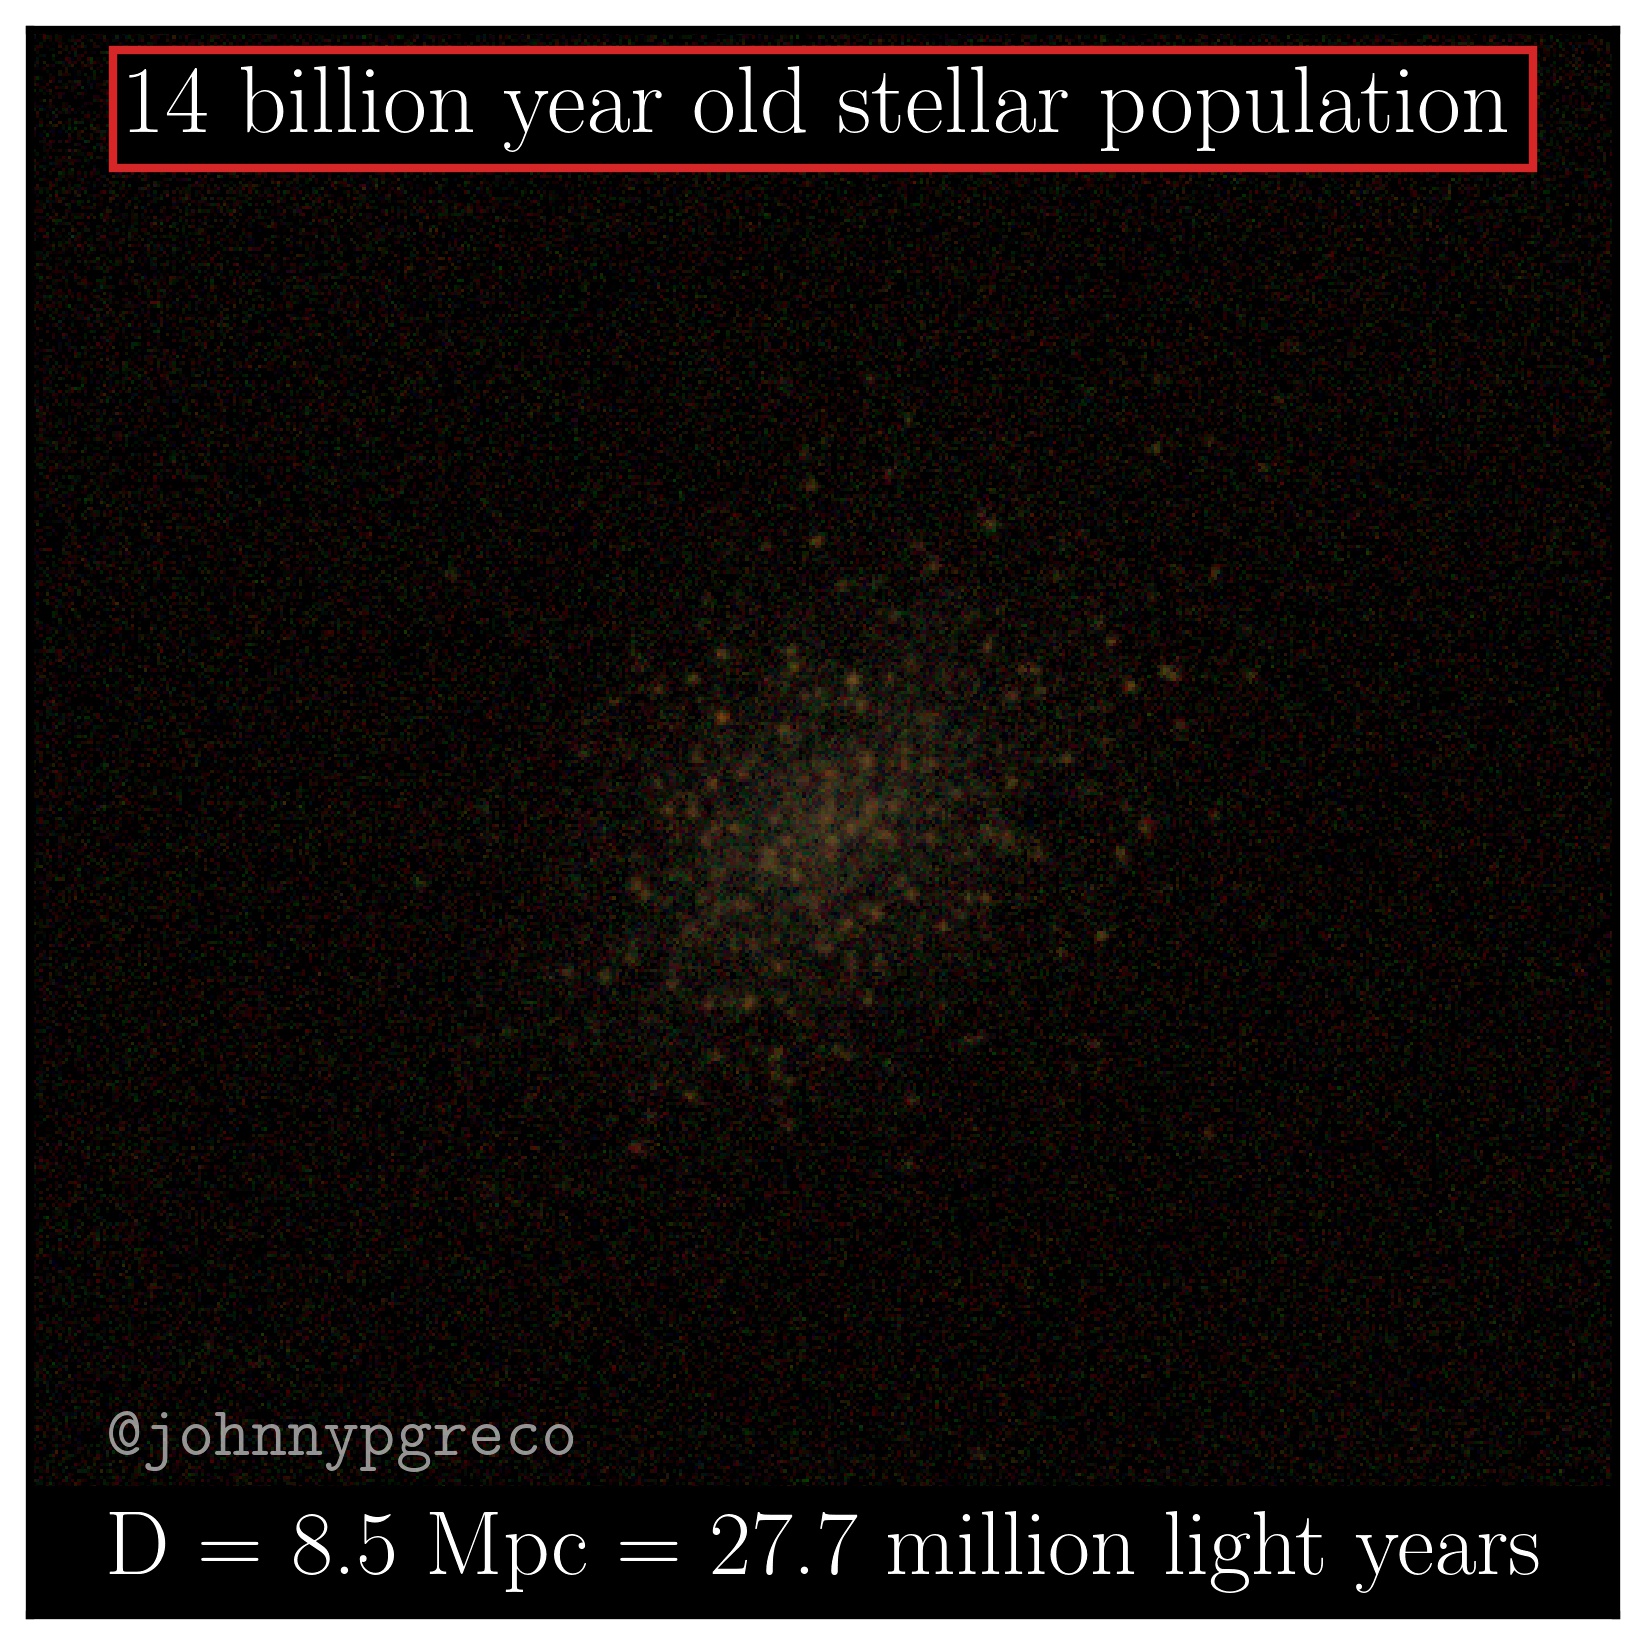 14 billion year old stellar population
@johnnypgreco
D = 8.5 Mpc = 27.7 million light years